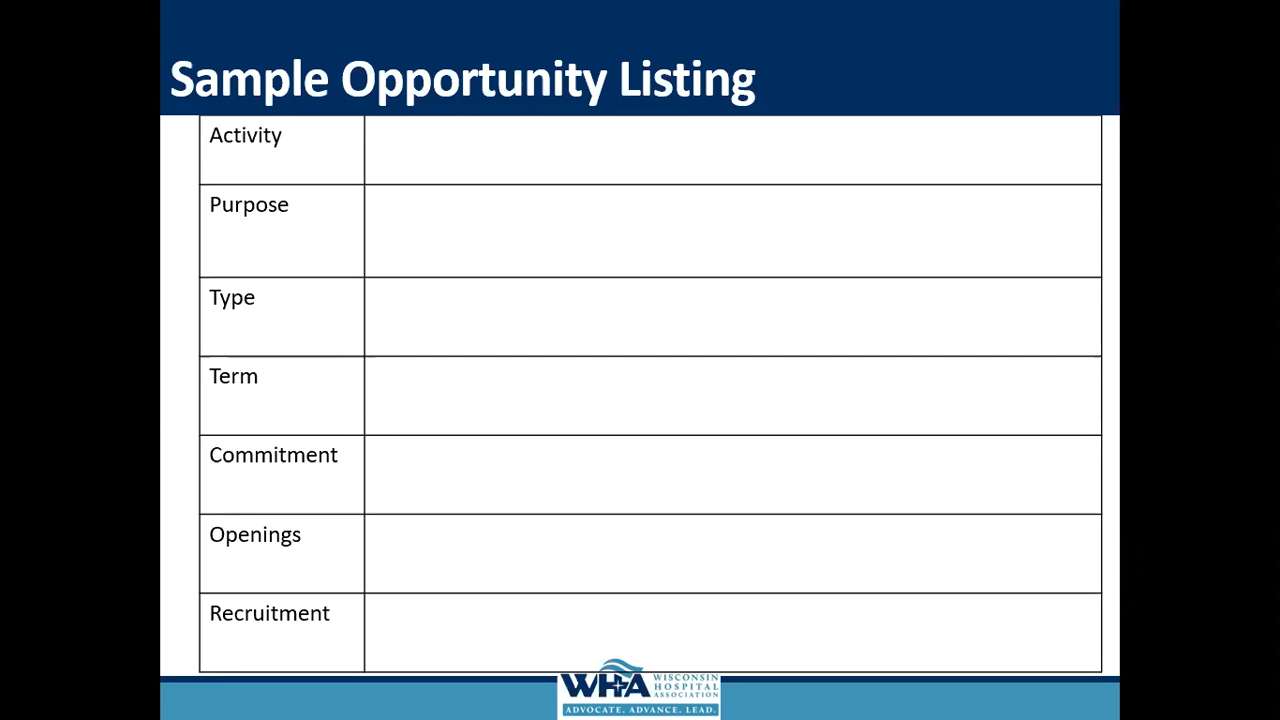 Sample Opportunity Listing
Activity
Purpose
Type
Term
Commitment
Openings
Recruitment
WHA WISCONSIN
HOSPITAL
ASSOCIATION
ADVOCATE. ADVANCE. LEAD.